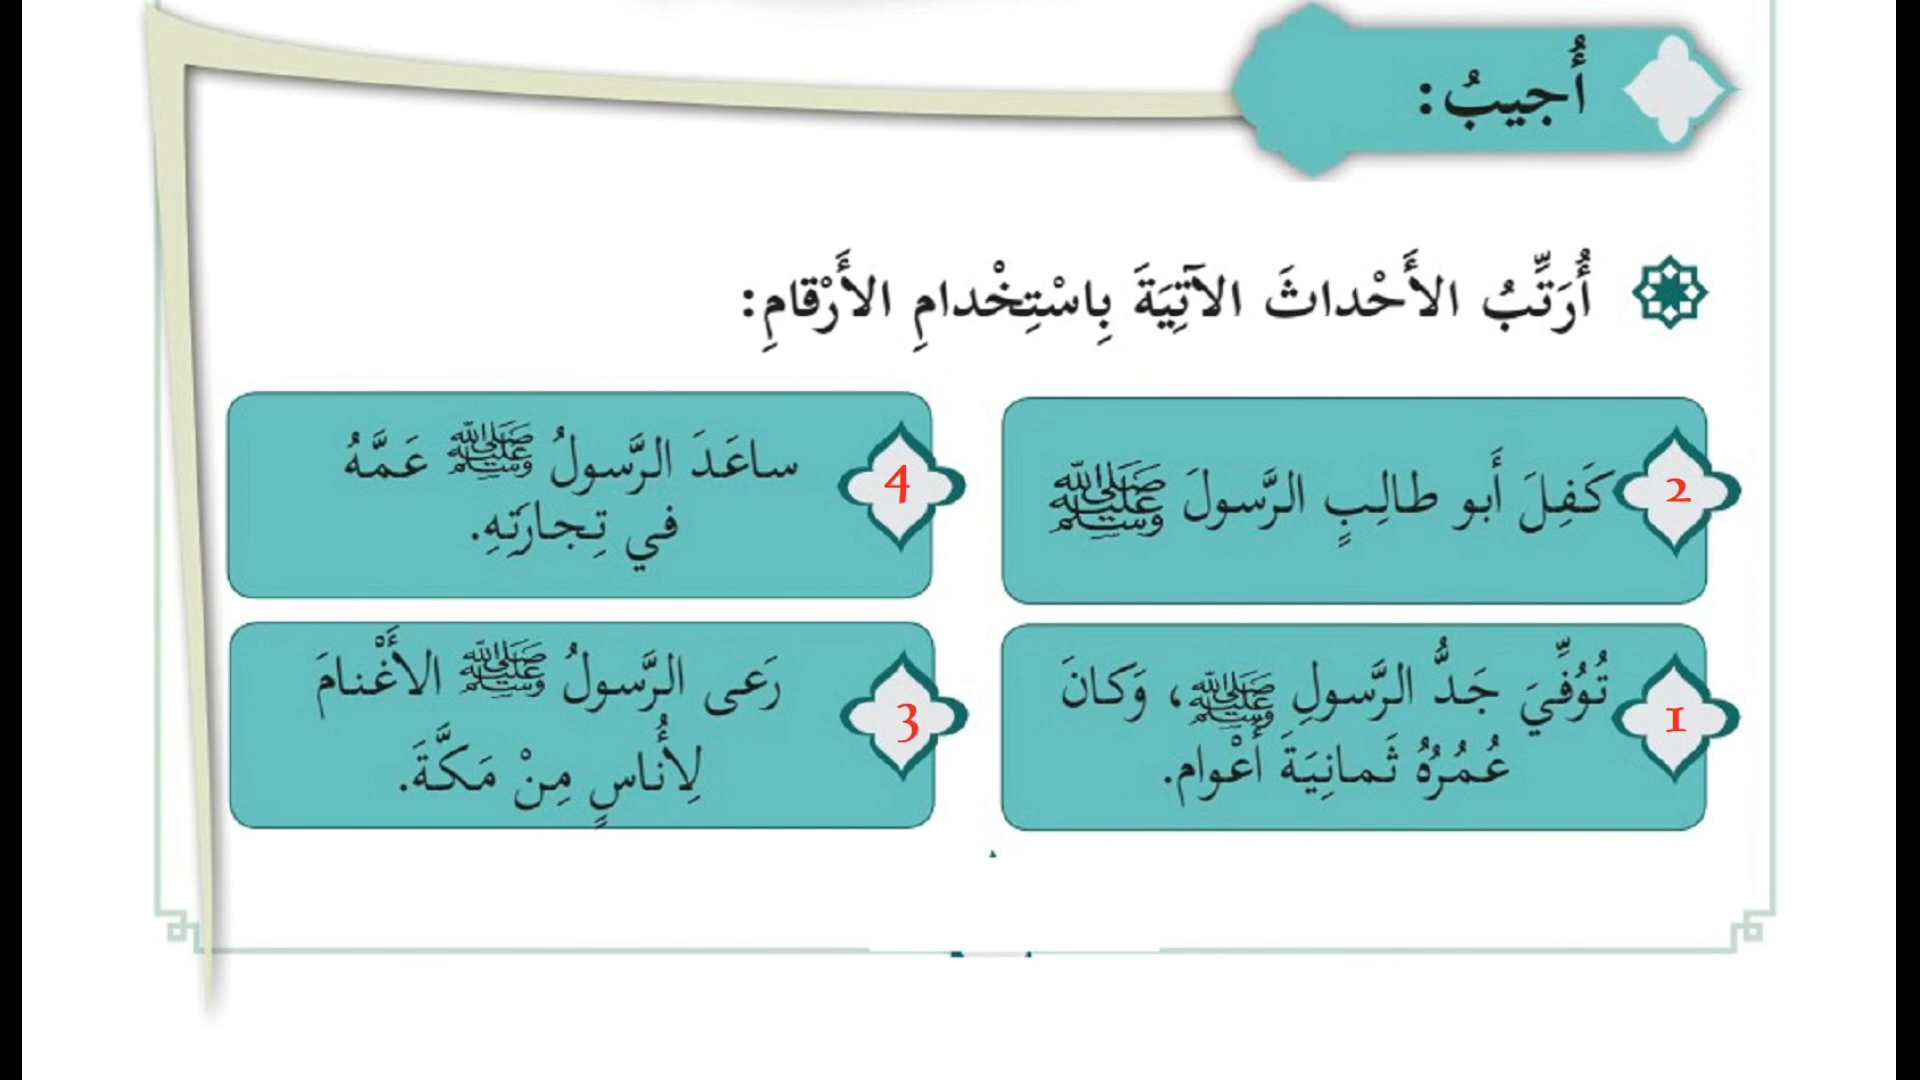 أُجيبُ:
أُرَتِّبُ الأَحْداثَ الآتِيَةَ بِاسْتِخْدامِ الأَرْقامِ:
2 كَفِلَ أَبو طالِبٍ الرَّسولَ ﷺ
4 ساعَدَ الرَّسولُ ﷺ عَمَّهُ
في تِجارَتِهِ.
1 تُوُفِّيَ جَدُّ الرَّسولِ ﷺ، وَكانَ
عُمُرُهُ ثَمانِيَةَ أَعْوام.
3 رَعى الرَّسولُ ﷺ الأَغْنامَ
لِأُناسٍ مِنْ مَكَّةَ.